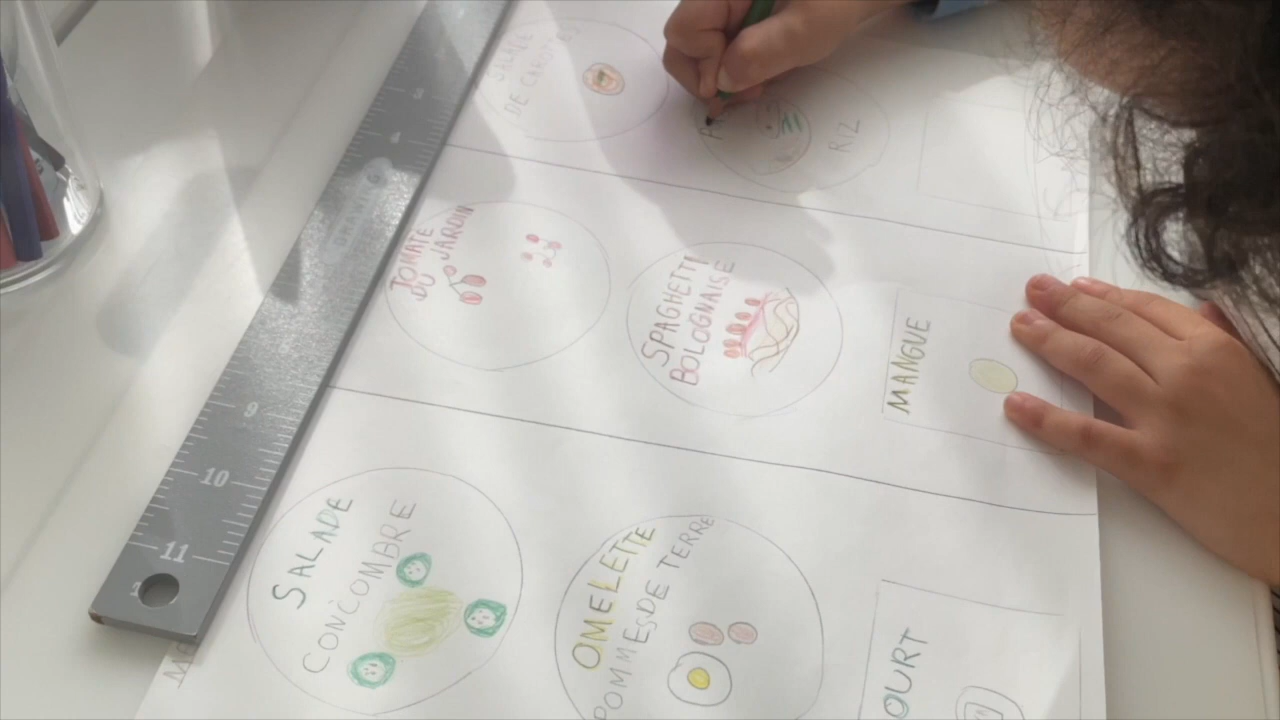 SALADE
DE CAROTTES
RIZ
TOMATE
DU JARDIN
SPAGHETTI
BOLOGNAISE
MANGUE
SALADE
CONCOMBRE
OMELETTE
POMMES DE TERRE
OURT
9
10
11